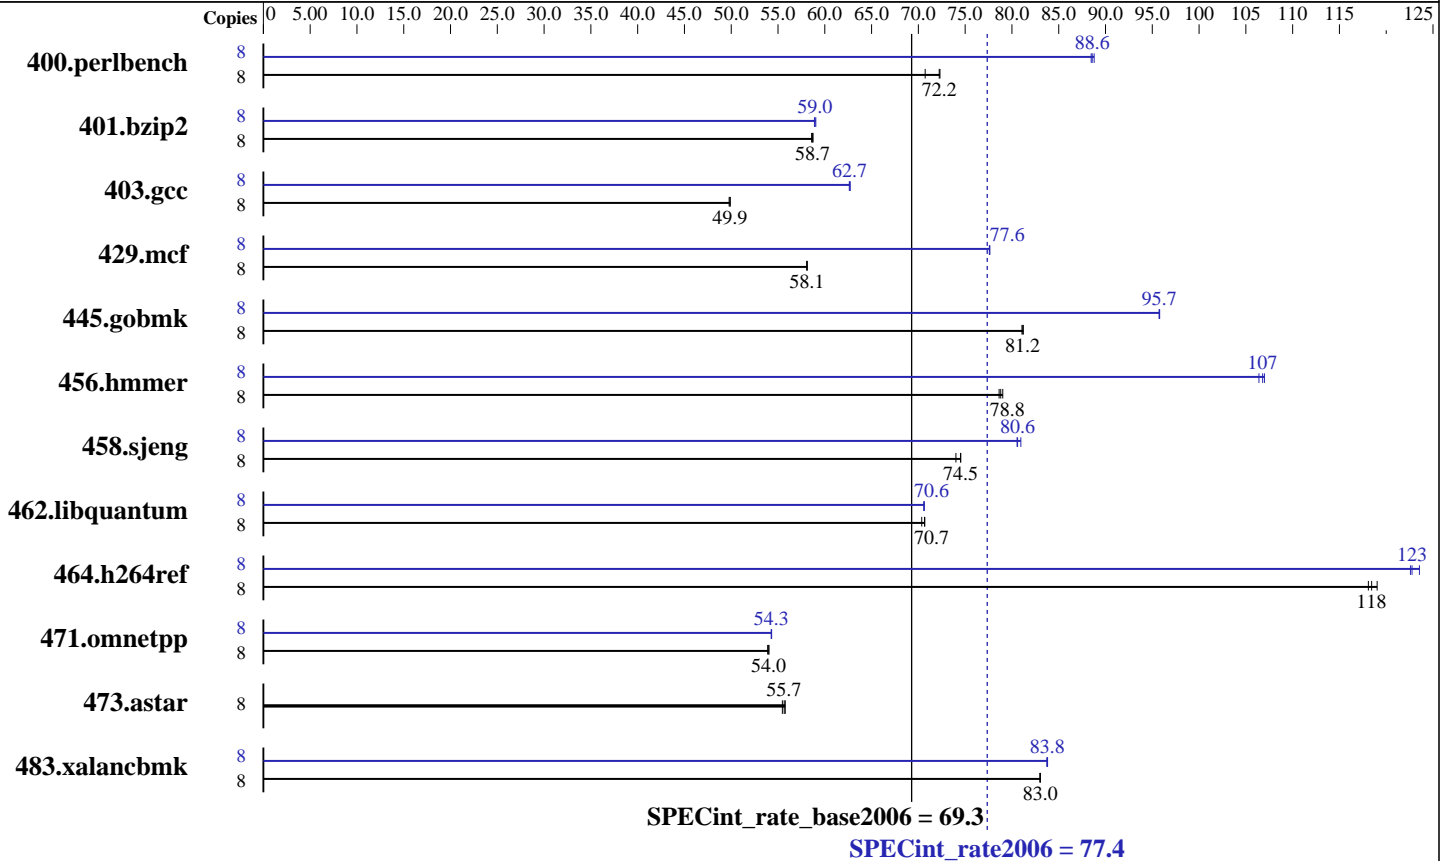 Copies 0 5.00 10.0 15.0 20.0 25.0 30.0 35.0 40.0 45.0 50.0 55.0 60.0 65.0 70.0 75.0 80.0 85.0 90.0 95.0 100 105 110 115 125
400.perlbench 8 88.6
8 72.2
401.bzip2 8 59.0
8 58.7
403.gcc 8 62.7
8 49.9
429.mcf 8 77.6
8 58.1
445.gobmk 8 95.7
8 81.2
456.hmmer 8 107
8 78.8
458.sjeng 8 80.6
8 74.5
462.libquantum 8 70.6
8 70.7
464.h264ref 8 123
8 118
471.omnetpp 8 54.3
8 54.0
473.astar 8 55.7
483.xalancbmk 8 83.8
8 83.0
SPECint_rate_base2006 = 69.3
SPECint_rate2006 = 77.4